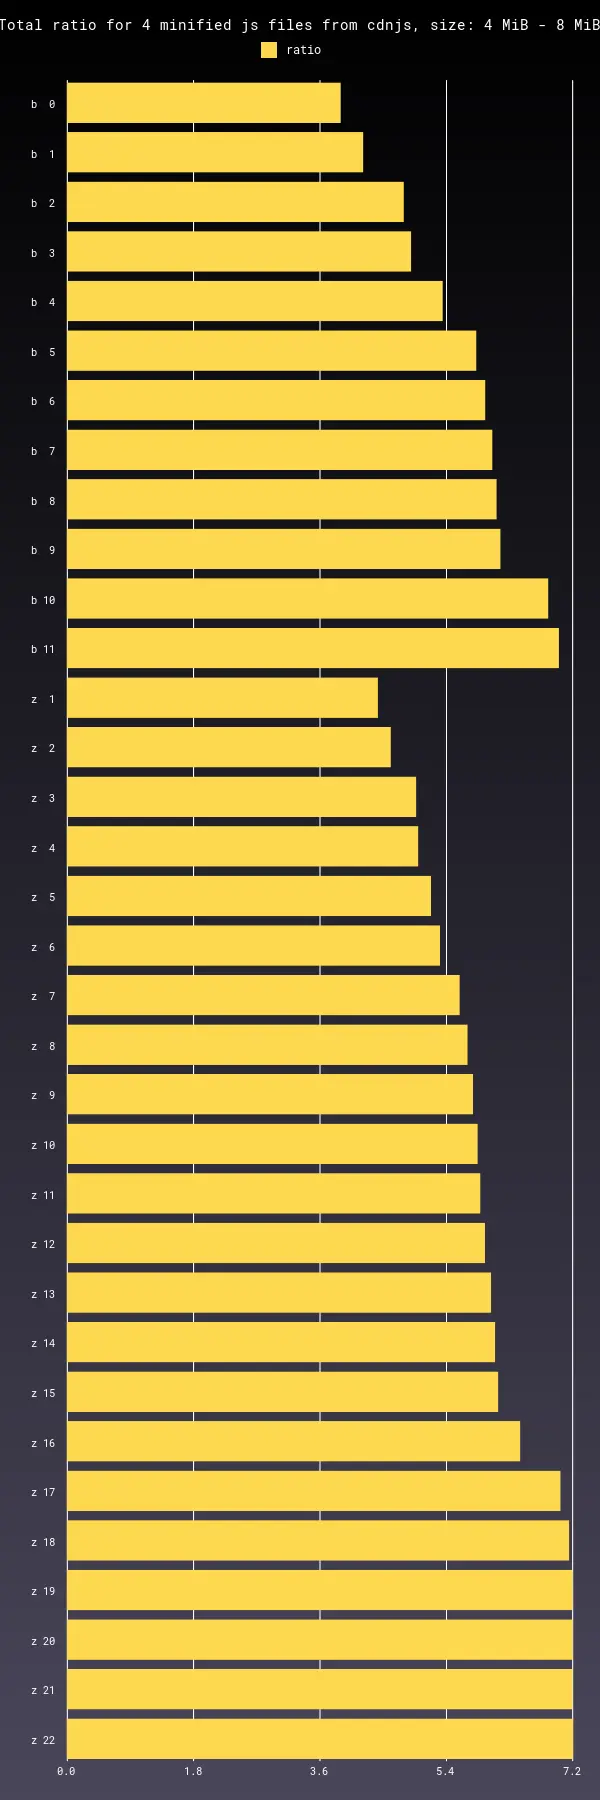 Total ratio for 4 minified js files from cdnjs, size: 4 MiB - 8 MiB
ratio
b 0
b 1
b 2
b 3
b 4
b 5
b 6
b 7
b 8
b 9
b 10
b 11
z 1
z 2
z 3
z 4
z 5
z 6
z 7
z 8
z 9
z 10
z 11
z 12
z 13
z 14
z 15
z 16
z 17
z 18
z 19
z 20
z 21
z 22
0.0 1.8 3.6 5.4 7.2